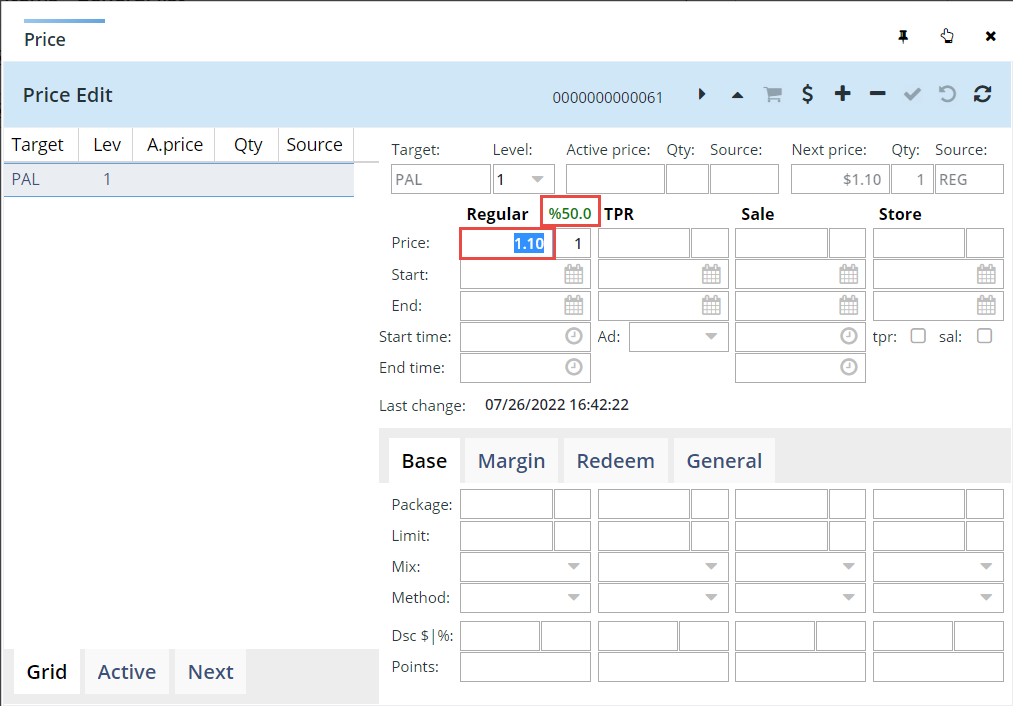 Price
Price Edit
0000000000061
Target Lev A.price Qty Source
PAL 1
Target: Level: Active price: Qty: Source: Next price: Qty: Source:
PAL 1 $1.10 1 REG
Regular %50.0 TPR Sale Store
Price: 1.10 1
Start:
End:
Start time: Ad: tpr: sal:
End time:
Last change: 07/26/2022 16:42:22
Base Margin Redeem General
Package:
Limit:
Mix:
Method:
Dsc $|%:
Points:
Grid Active Next